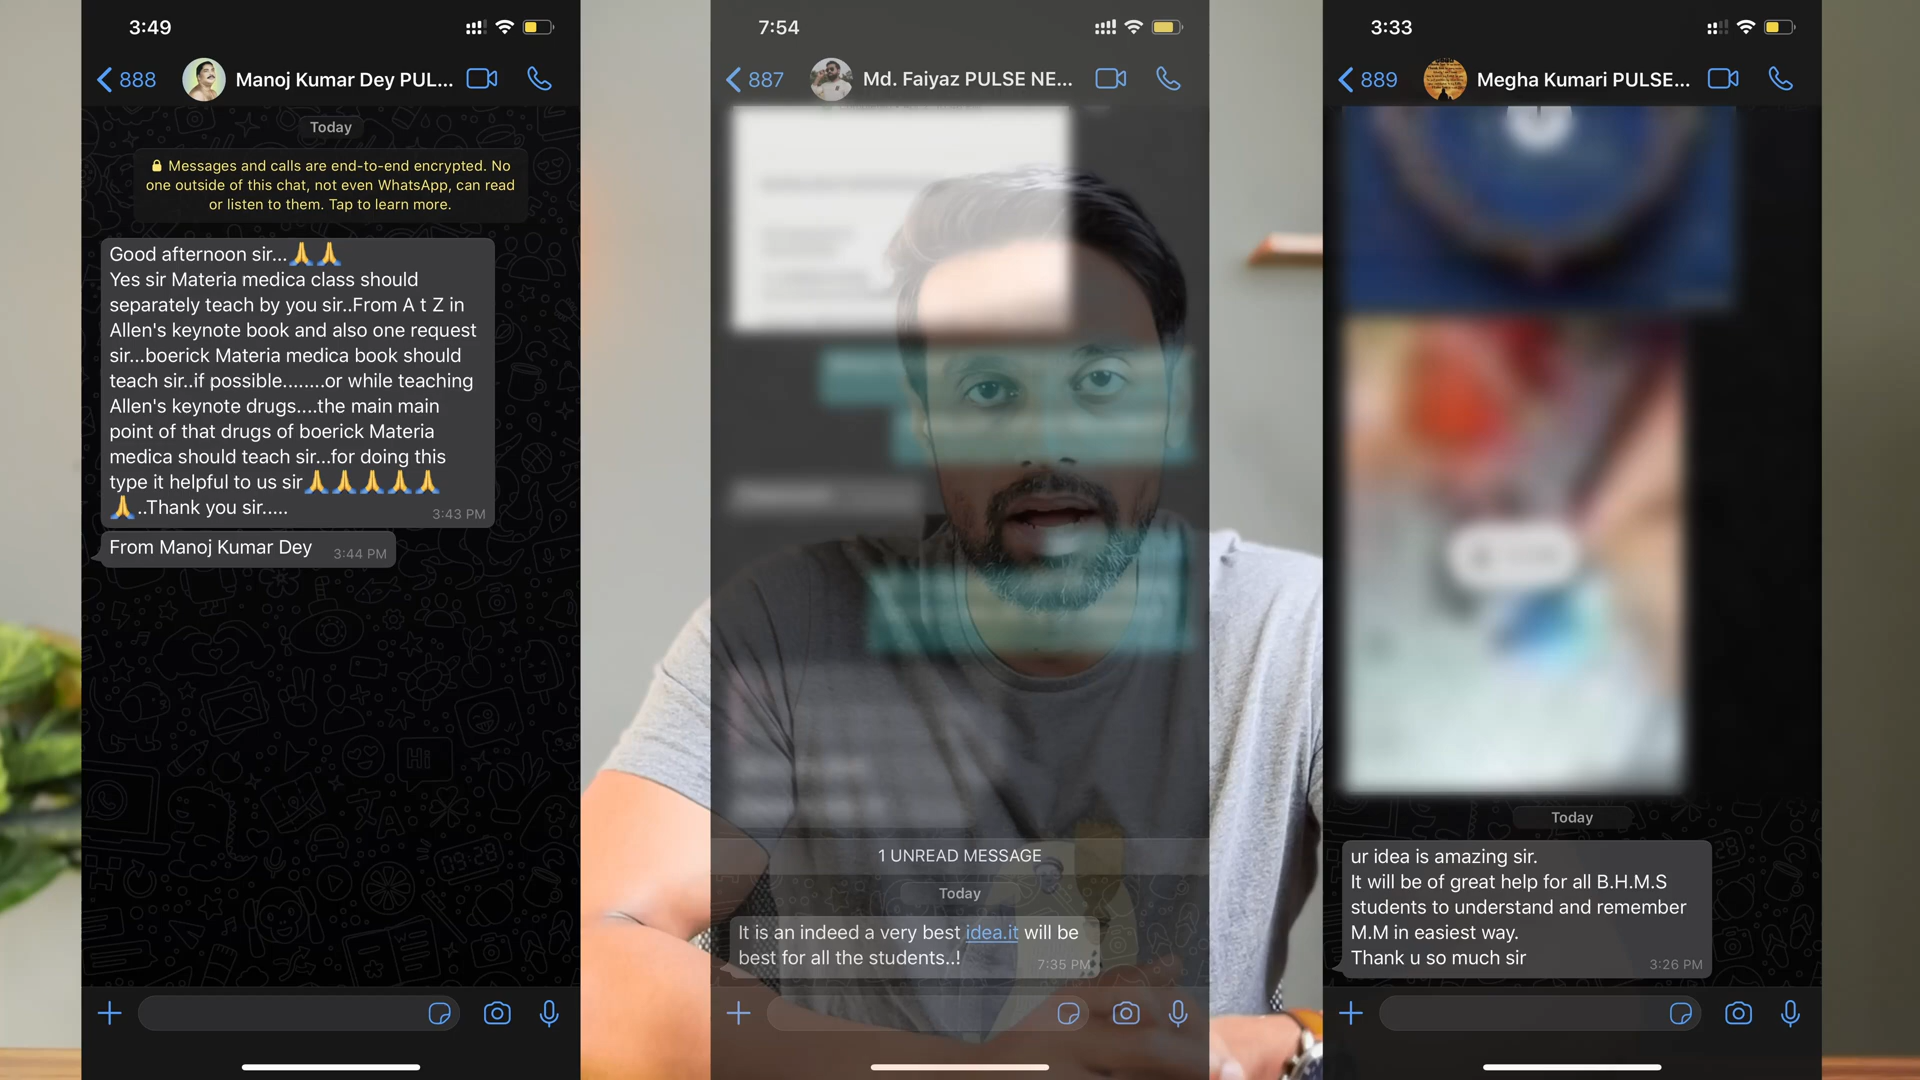 3:49
888
Manoj Kumar Dey PUL...
Today
🔒 Messages and calls are end-to-end encrypted. No
one outside of this chat, not even WhatsApp, can read
or listen to them. Tap to learn more.
Good afternoon sir...🙏🙏
Yes sir Materia medica class should
separately teach by you sir..From A t Z in
Allen's keynote book and also one request
sir...boerick Materia medica book should
teach sir..if possible........or while teaching
Allen's keynote drugs....the main main
point of that drugs of boerick Materia
medica should teach sir...for doing this
type it helpful to us sir🙏🙏🙏🙏🙏
🙏..Thank you sir.....
3:43 PM
From Manoj Kumar Dey
3:44 PM
7:54
887
Md. Faiyaz PULSE NE...
1 UNREAD MESSAGE
Today
It is an indeed a very best idea.it will be
best for all the students..!
7:35 PM
3:33
889
Megha Kumari PULSE...
Today
ur idea is amazing sir.
It will be of great help for all B.H.M.S
students to understand and remember
M.M in easiest way.
Thank u so much sir
3:26 PM